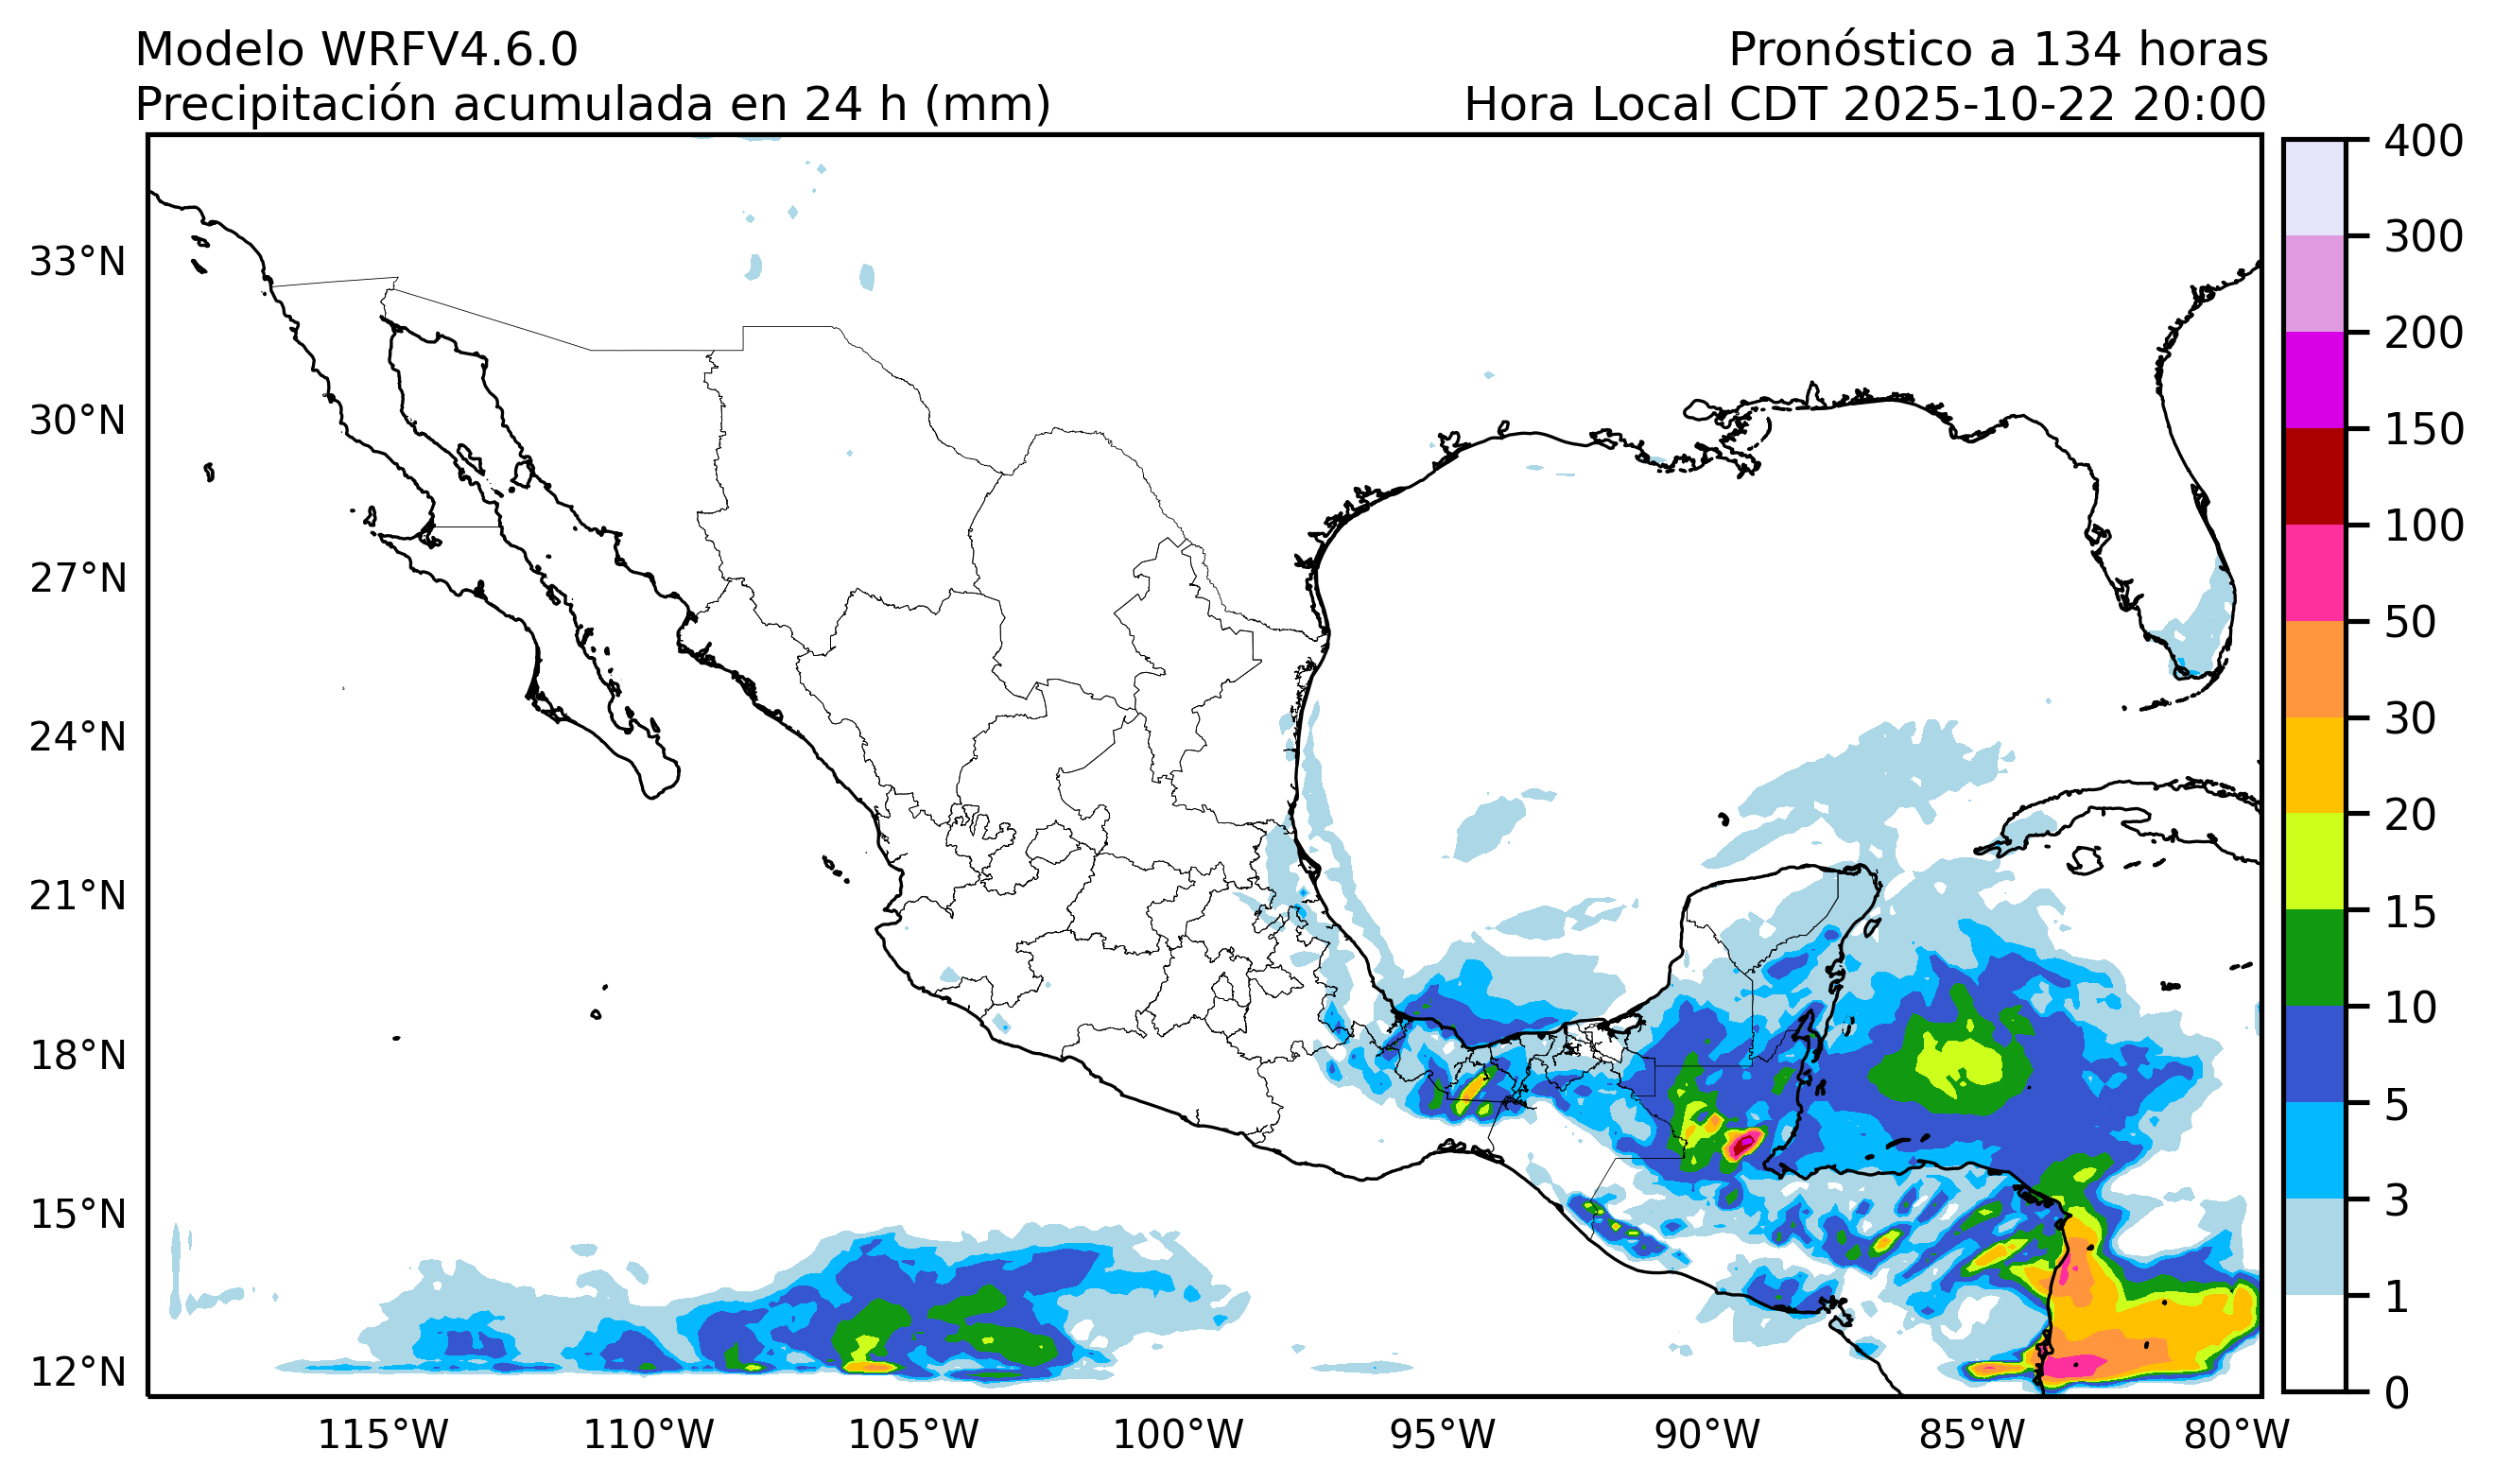 Modelo WRFV4.6.0
Pronóstico a 134 horas
Precipitación acumulada en 24 h (mm)
Hora Local CDT 2025-10-22 20:00
33°N
30°N
27°N
24°N
21°N
18°N
15°N
12°N
115°W
110°W
105°W
100°W
95°W
90°W
85°W
80°W
400
300
200
150
100
50
30
20
15
10
5
3
1
0